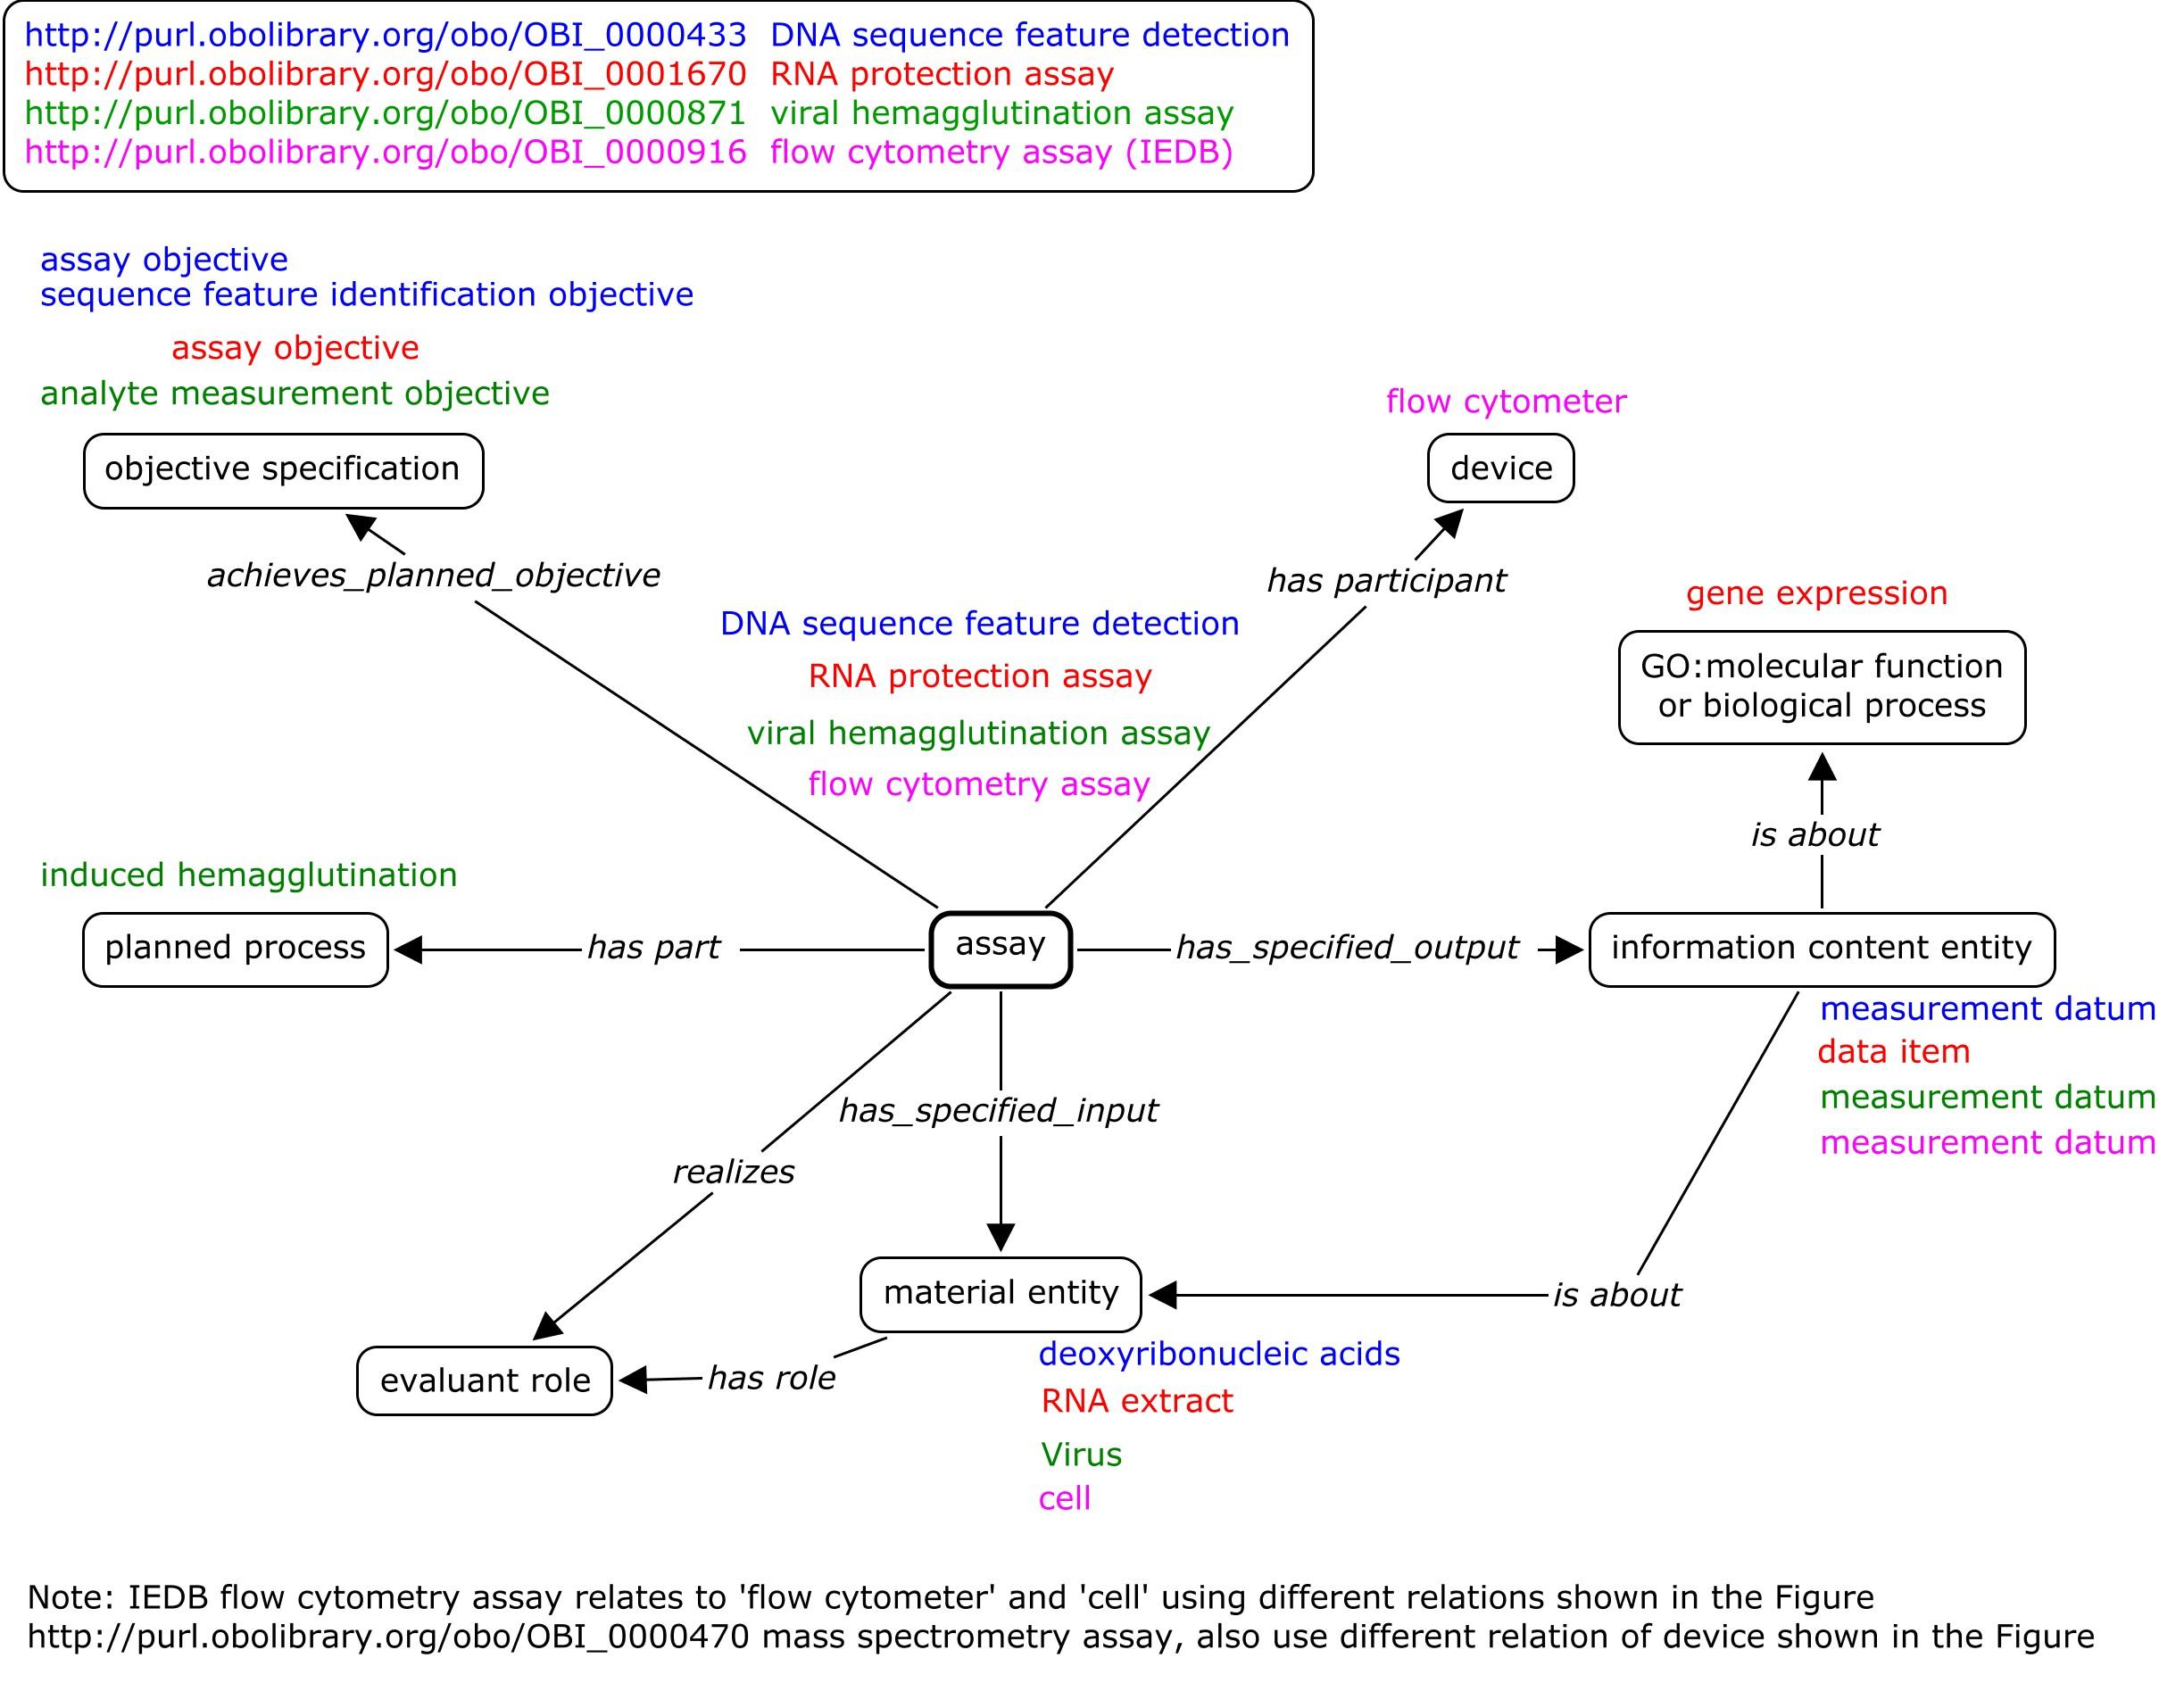 http://purl.obolibrary.org/obo/OBI_0000433 DNA sequence feature detection
http://purl.obolibrary.org/obo/OBI_0001670 RNA protection assay
http://purl.obolibrary.org/obo/OBI_0000871 viral hemagglutination assay
http://purl.obolibrary.org/obo/OBI_0000916 flow cytometry assay (IEDB)
assay objective
sequence feature identification objective
assay objective
analyte measurement objective
objective specification
achieves_planned_objective
flow cytometer
device
has participant
DNA sequence feature detection
RNA protection assay
viral hemagglutination assay
flow cytometry assay
gene expression
GO:molecular function
or biological process
is about
induced hemagglutination
planned process
has part
assay
has_specified_output
information content entity
measurement datum
data item
measurement datum
measurement datum
has_specified_input
realizes
material entity
is about
evaluant role
has role
deoxyribonucleic acids
RNA extract
Virus
cell
Note: IEDB flow cytometry assay relates to 'flow cytometer' and 'cell' using different relations shown in the Figure
http://purl.obolibrary.org/obo/OBI_0000470 mass spectrometry assay, also use different relation of device shown in the Figure